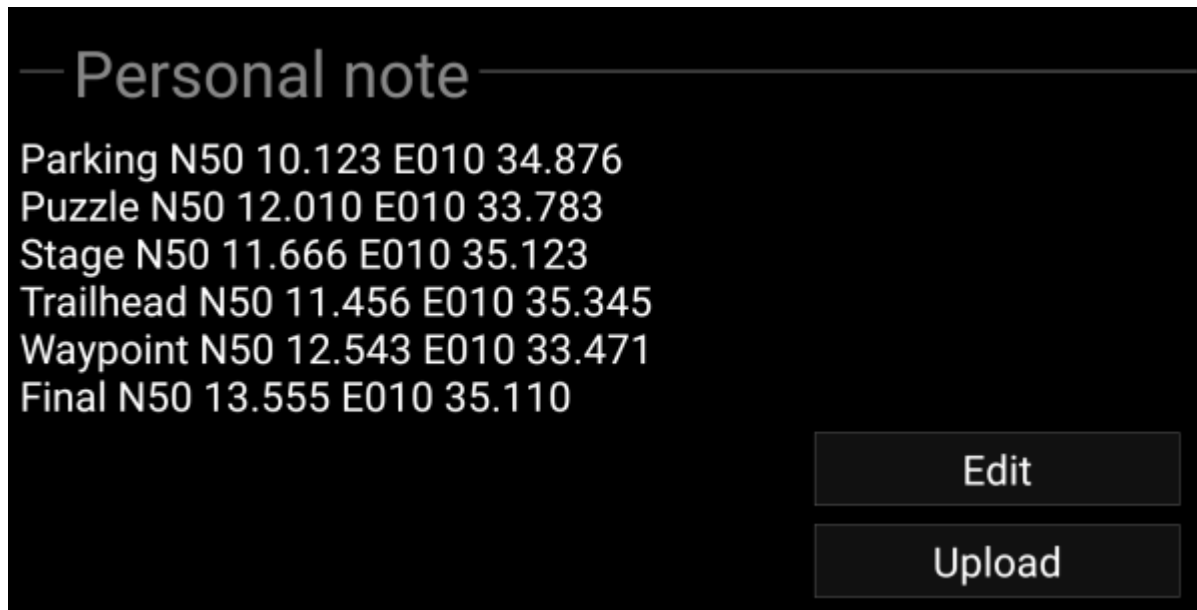 Personal note
Parking N50 10.123 E010 34.876
Puzzle N50 12.010 E010 33.783
Stage N50 11.666 E010 35.123
Trailhead N50 11.456 E010 35.345
Waypoint N50 12.543 E010 33.471
Final N50 13.555 E010 35.110
Edit
Upload